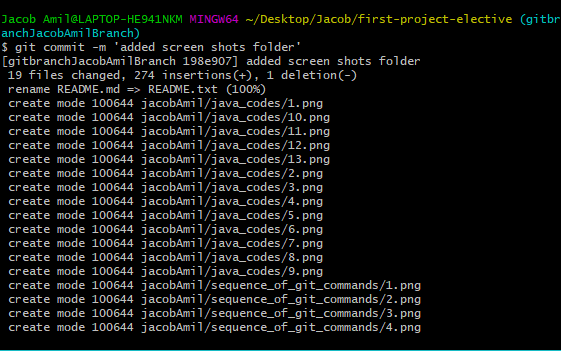 Jacob Amil@LAPTOP-HE941NKM MINGW64 ~/Desktop/Jacob/first-project-elective (gitbr
anchJacobAmilBranch)
$ git commit -m 'added screen shots folder'
[gitbranchJacobAmilBranch 198e907] added screen shots folder
 19 files changed, 274 insertions(+), 1 deletion(-)
 rename README.md => README.txt (100%)
 create mode 100644 jacobAmil/java_codes/1.png
 create mode 100644 jacobAmil/java_codes/10.png
 create mode 100644 jacobAmil/java_codes/11.png
 create mode 100644 jacobAmil/java_codes/12.png
 create mode 100644 jacobAmil/java_codes/13.png
 create mode 100644 jacobAmil/java_codes/2.png
 create mode 100644 jacobAmil/java_codes/3.png
 create mode 100644 jacobAmil/java_codes/4.png
 create mode 100644 jacobAmil/java_codes/5.png
 create mode 100644 jacobAmil/java_codes/6.png
 create mode 100644 jacobAmil/java_codes/7.png
 create mode 100644 jacobAmil/java_codes/8.png
 create mode 100644 jacobAmil/java_codes/9.png
 create mode 100644 jacobAmil/sequence_of_git_commands/1.png
 create mode 100644 jacobAmil/sequence_of_git_commands/2.png
 create mode 100644 jacobAmil/sequence_of_git_commands/3.png
 create mode 100644 jacobAmil/sequence_of_git_commands/4.png